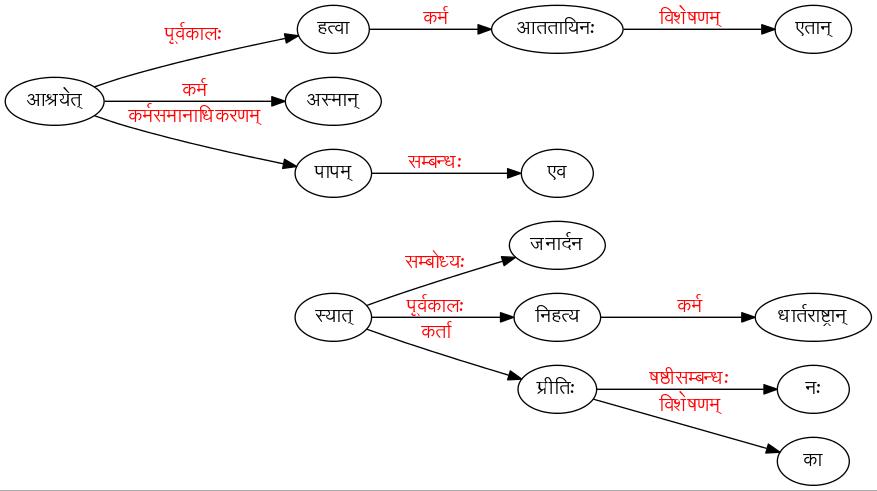 पूर्वकालः हत्वा कर्म आततायिनः विशेषणम् एतान्
आश्रयेत् कर्म अस्मान्
कर्मसमानाधिकरणम्
पापम् सम्बन्धः एव
जनार्दन
सम्बोध्यः
स्यात् पूर्वकालः निहत्य कर्म धार्तराष्ट्रान्
कर्ता
प्रीतिः षष्ठीसम्बन्धः नः
विशेषणम्
का